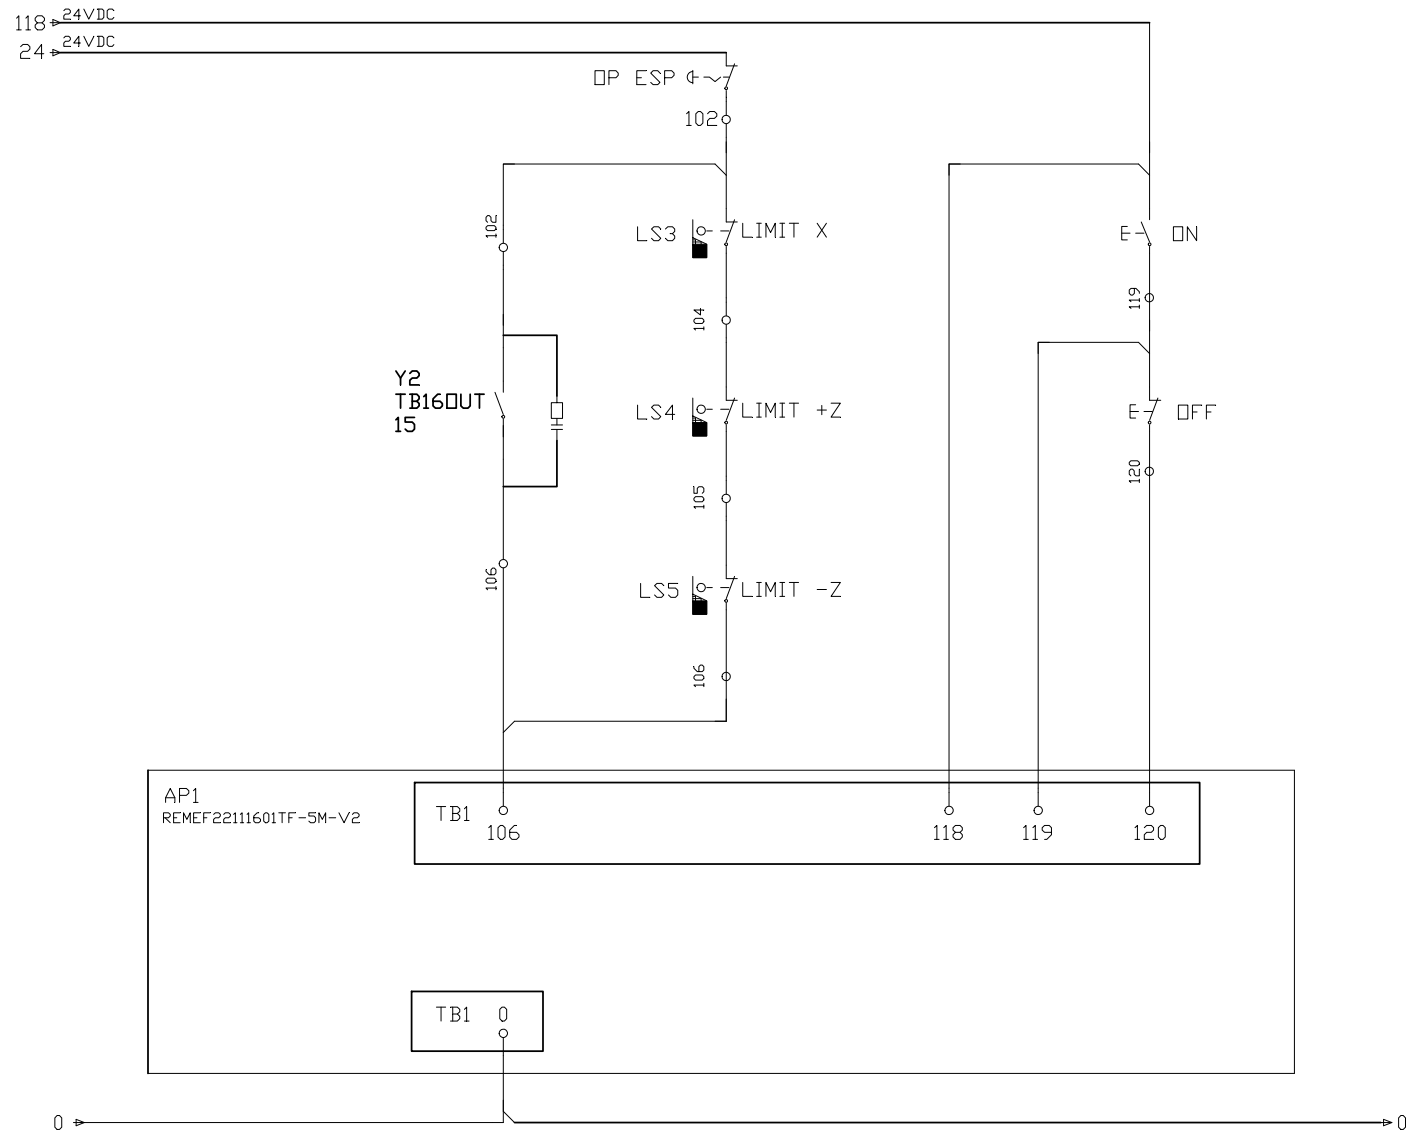 118 24VDC
24 24VDC
OP ESP
102
102
LS3 LIMIT X
ON
104
119
Y2
TB16OUT
15
LS4 LIMIT +Z
OFF
105
120
106
LS5 LIMIT -Z
106
AP1
REMEF22111601TF-5M-V2
TB1
106
118
119
120
TB1 0
0
0